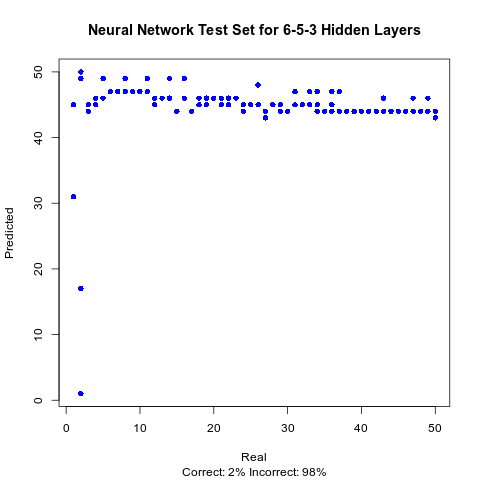 Neural Network Test Set for 6-5-3 Hidden Layers
50
40
30
20
10
0
Predicted
0 10 20 30 40 50
Real
Correct: 2% Incorrect: 98%